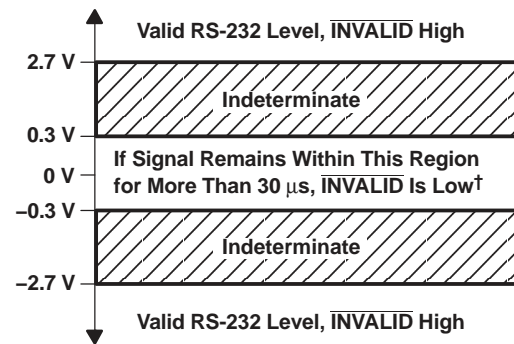 Valid RS-232 Level, INVALID High
2.7 V
Indeterminate
0.3 V
If Signal Remains Within This Region
0 V
for More Than 30 µs, INVALID Is Low†
–0.3 V
Indeterminate
–2.7 V
Valid RS-232 Level, INVALID High